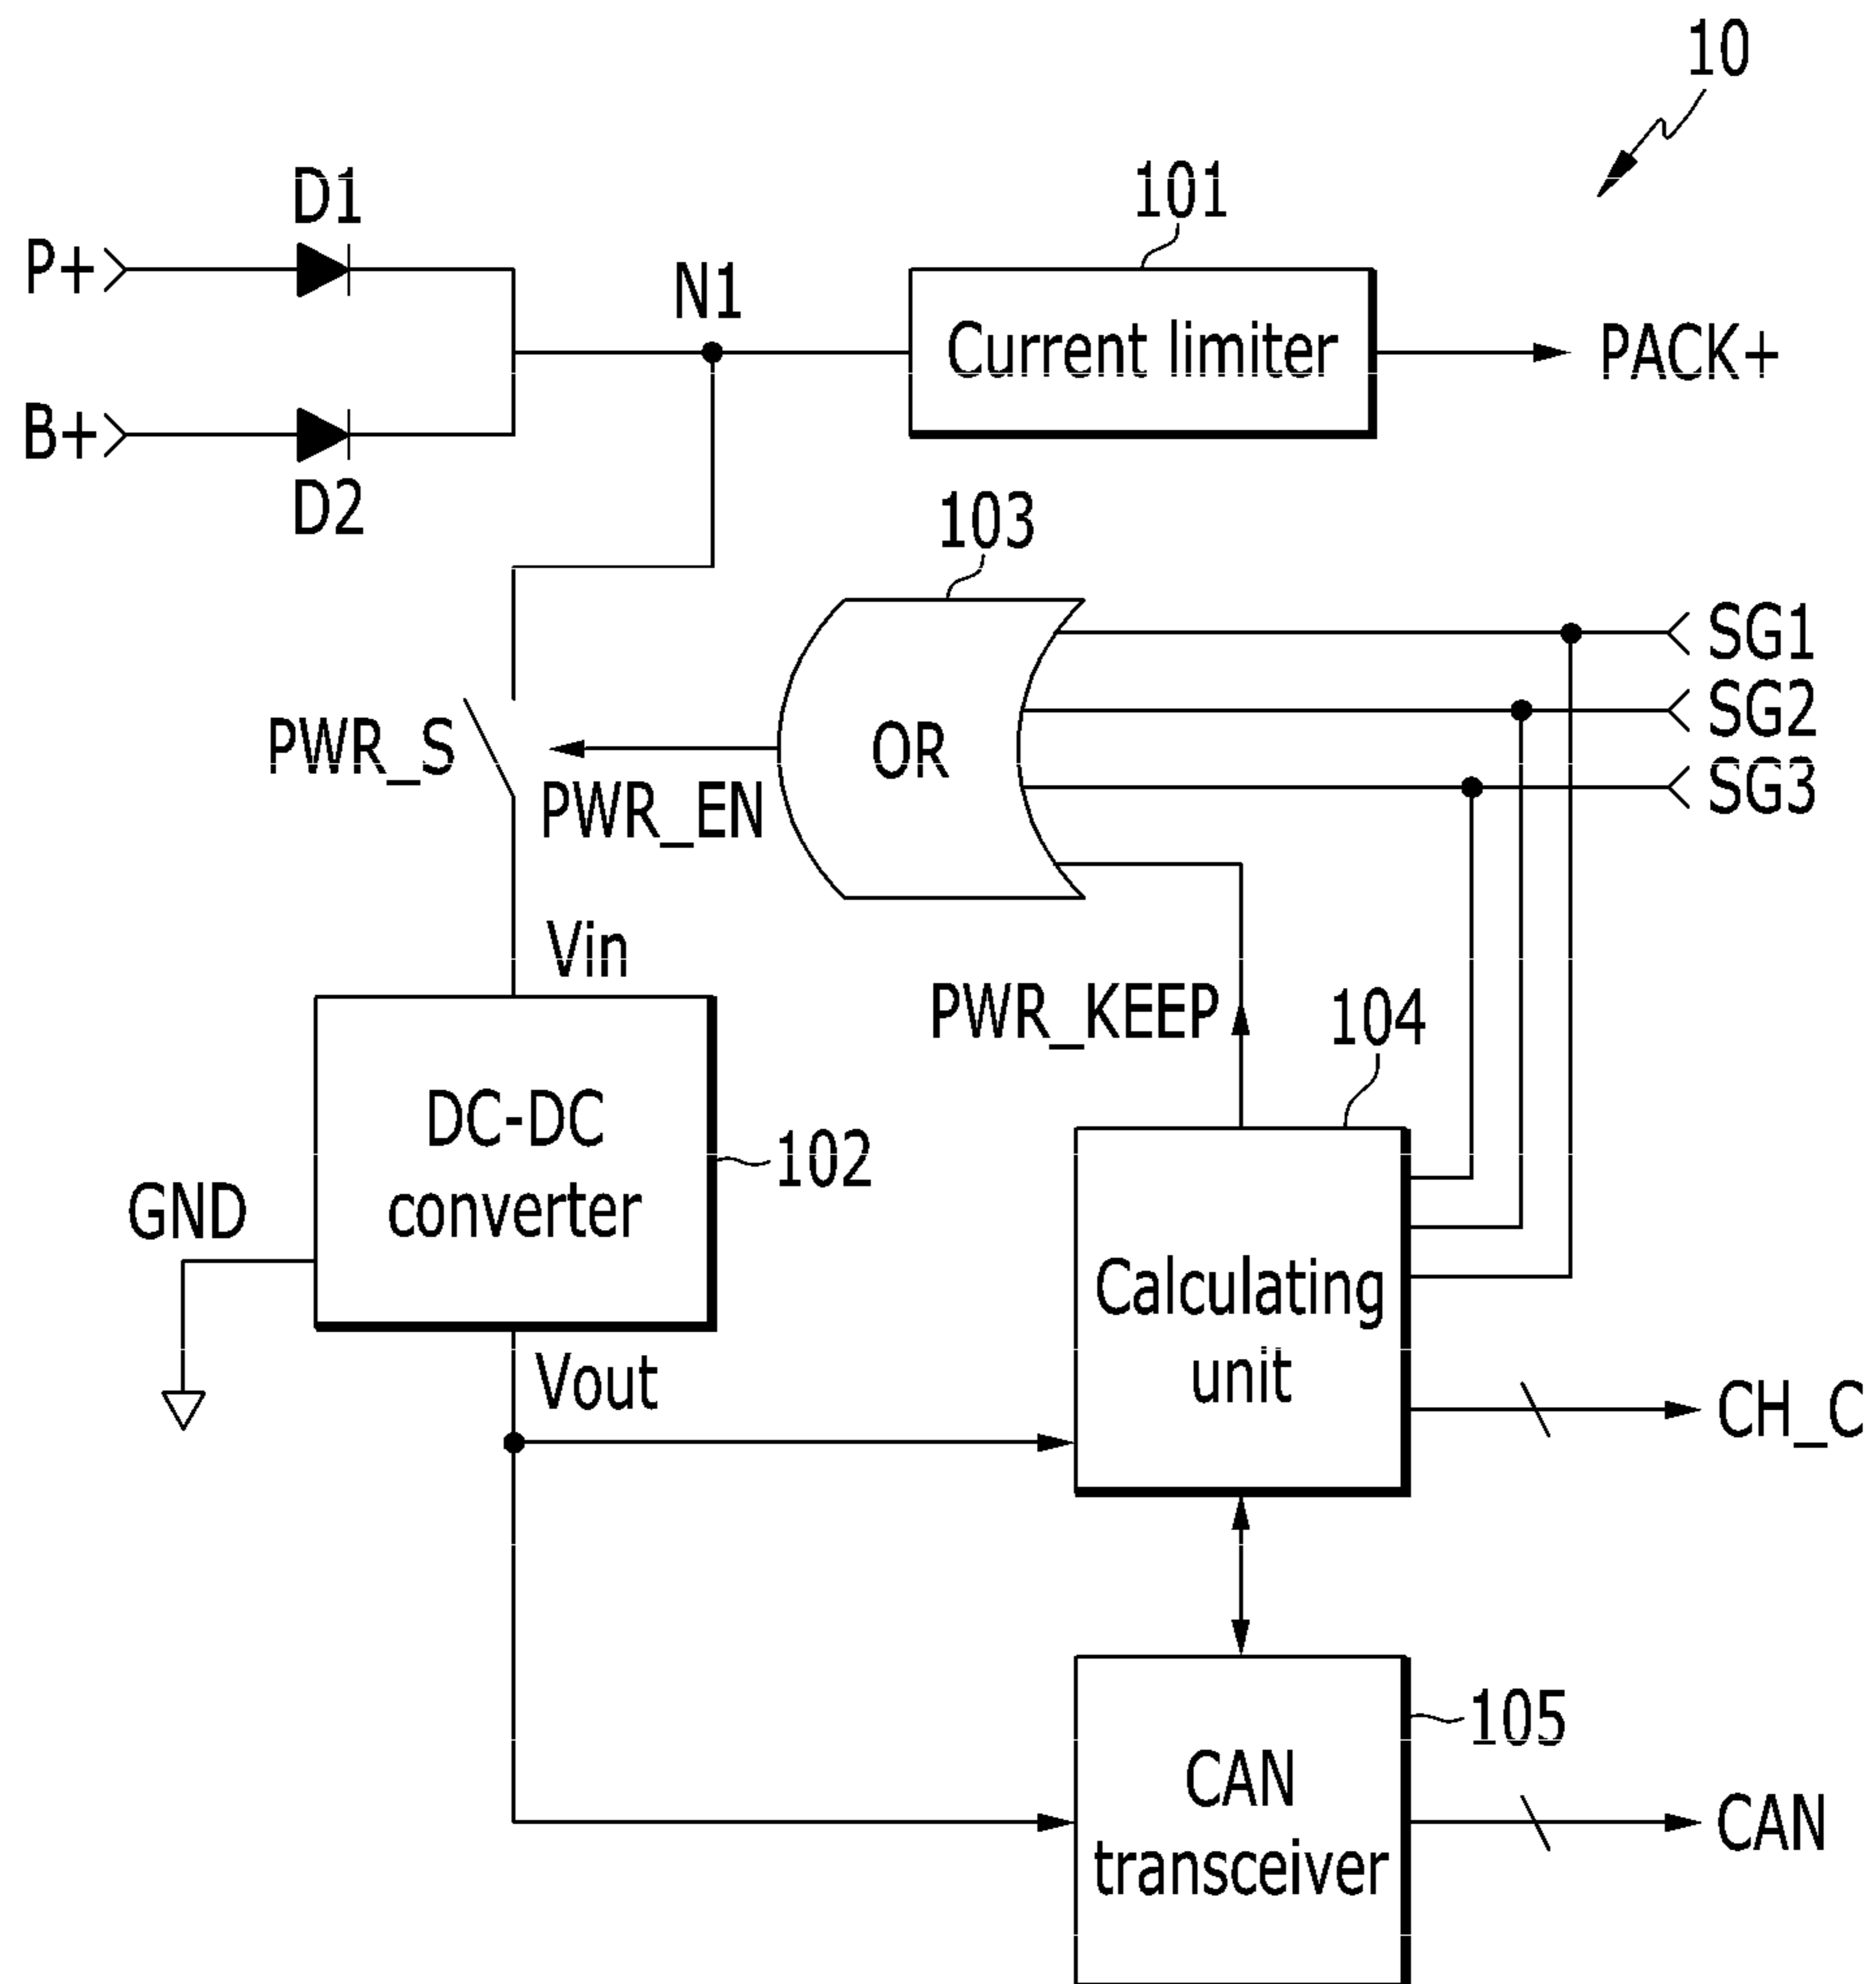 10
D1
101
P+
N1
Current limiter
PACK+
B+
D2
103
SG1
SG2
SG3
OR
PWR_S
PWR_EN
Vin
PWR_KEEP
104
DC-DC
converter
102
GND
Calculating
unit
Vout
CH_C
105
CAN
transceiver
CAN